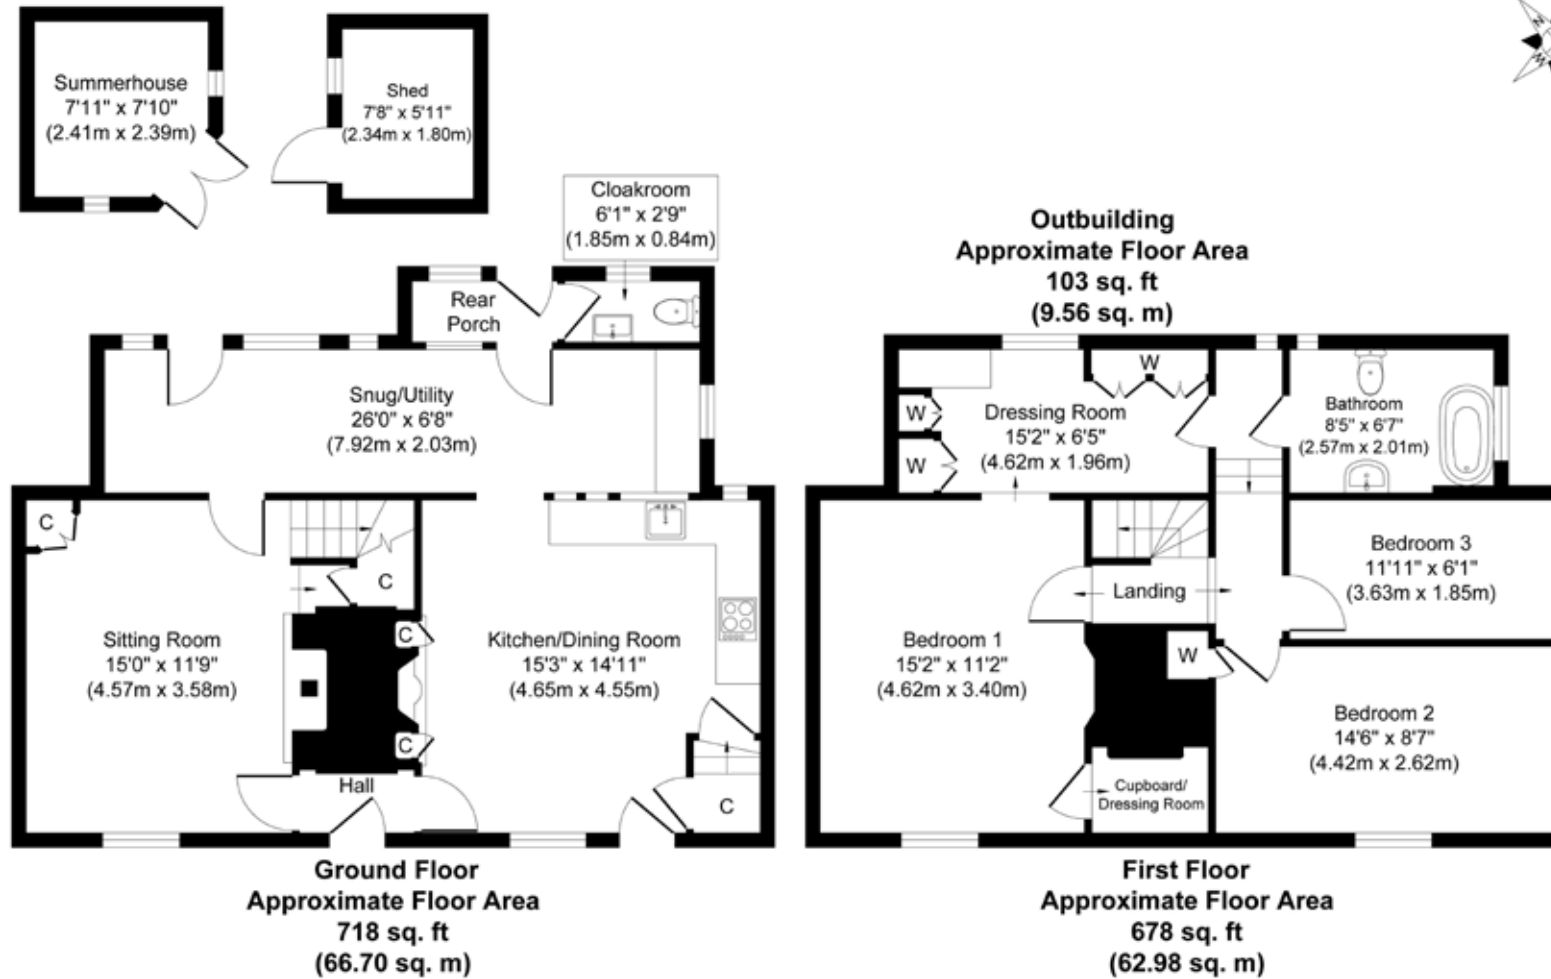 Summerhouse
7'11" x 7'10"
(2.41m x 2.39m)
Shed
7'8" x 5'11"
(2.34m x 1.80m)
Cloakroom
6'1" x 2'9"
(1.85m x 0.84m)
Rear
Porch
Snug/Utility
26'0" x 6'8"
(7.92m x 2.03m)
C
C
Sitting Room
15'0" x 11'9"
(4.57m x 3.58m)
C
Kitchen/Dining Room
15'3" x 14'11"
(4.65m x 4.55m)
C
Hall
C
Ground Floor
Approximate Floor Area
718 sq. ft
(66.70 sq. m)
N
Outbuilding
Approximate Floor Area
103 sq. ft
(9.56 sq. m)
W
W
Dressing Room
15'2" x 6'5"
(4.62m x 1.96m)
W
Bathroom
8'5" x 6'7"
(2.57m x 2.01m)
Bedroom 3
11'11" x 6'1"
(3.63m x 1.85m)
Landing
Bedroom 1
15'2" x 11'2"
(4.62m x 3.40m)
W
Bedroom 2
14'6" x 8'7"
(4.42m x 2.62m)
Cupboard/
Dressing Room
First Floor
Approximate Floor Area
678 sq. ft
(62.98 sq. m)